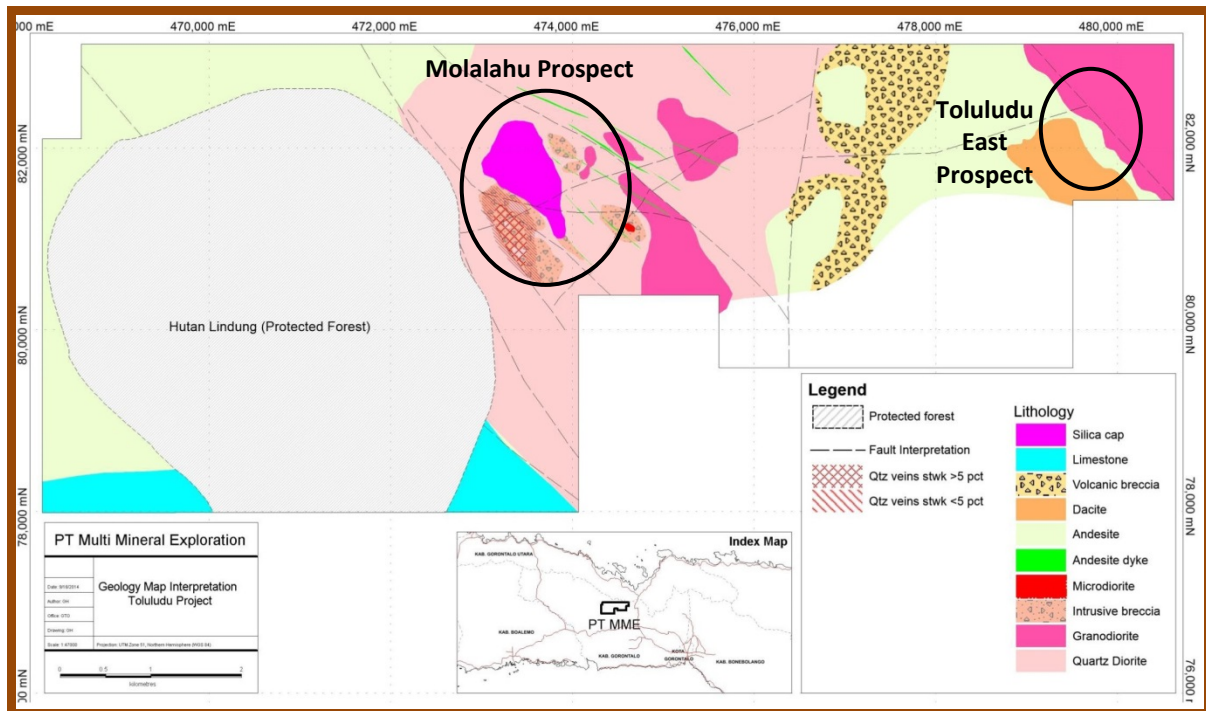 000 mE
470,000 mE
472,000 mE
474,000 mE
476,000 mE
478,000 mE
480,000 mE
Molalahu Prospect
Toluludu
East
Prospect
82,000 mN
82,000 mN
80,000 mN
80,000 mN
78,000 mN
78,000 mN
Hutan Lindung (Protected Forest)
Legend
Protected forest
Fault Interpretation
Qtz veins stwk >5 pct
Qtz veins stwk <5 pct
Lithology
Silica cap
Limestone
Volcanic breccia
Dacite
Andesite
Andesite dyke
Microdiorite
Intrusive breccia
Granodiorite
Quartz Diorite
PT Multi Mineral Exploration
Geology Map Interpretation
Toluludu Project
0 0.5 1 2
kilometres
Index Map
KAB. GORONTALO UTARA
PT MME
KAB. BOALEMO
KAB. GORONTALO
KOTA
GORONTALO
KAB. BONEBOLANGO
76,000